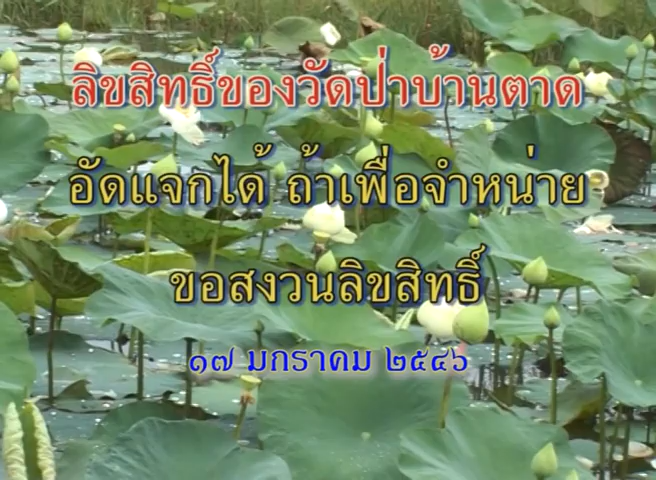 ลิขสิทธิ์ของวัดป่าบ้านตาด
อัดแจกได้ ถ้าเพื่อจำหน่าย
ขอสงวนลิขสิทธิ์
๑๗ มกราคม ๒๕๔๖